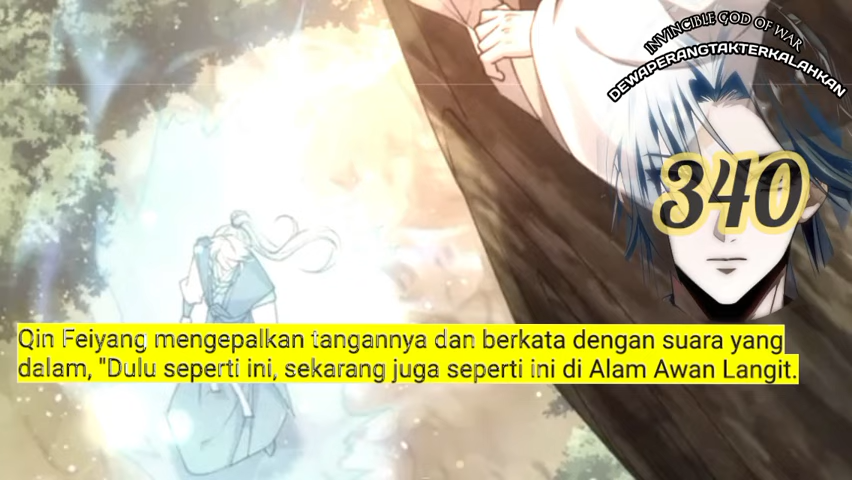 INVINCIBLE GOD OF WAR
DEWAPERANGTAKTERKALAHKAN
340
Qin Feiyang mengepalkan tangannya dan berkata dengan suara yang
dalam, "Dulu seperti ini, sekarang juga seperti ini di Alam Awan Langit.